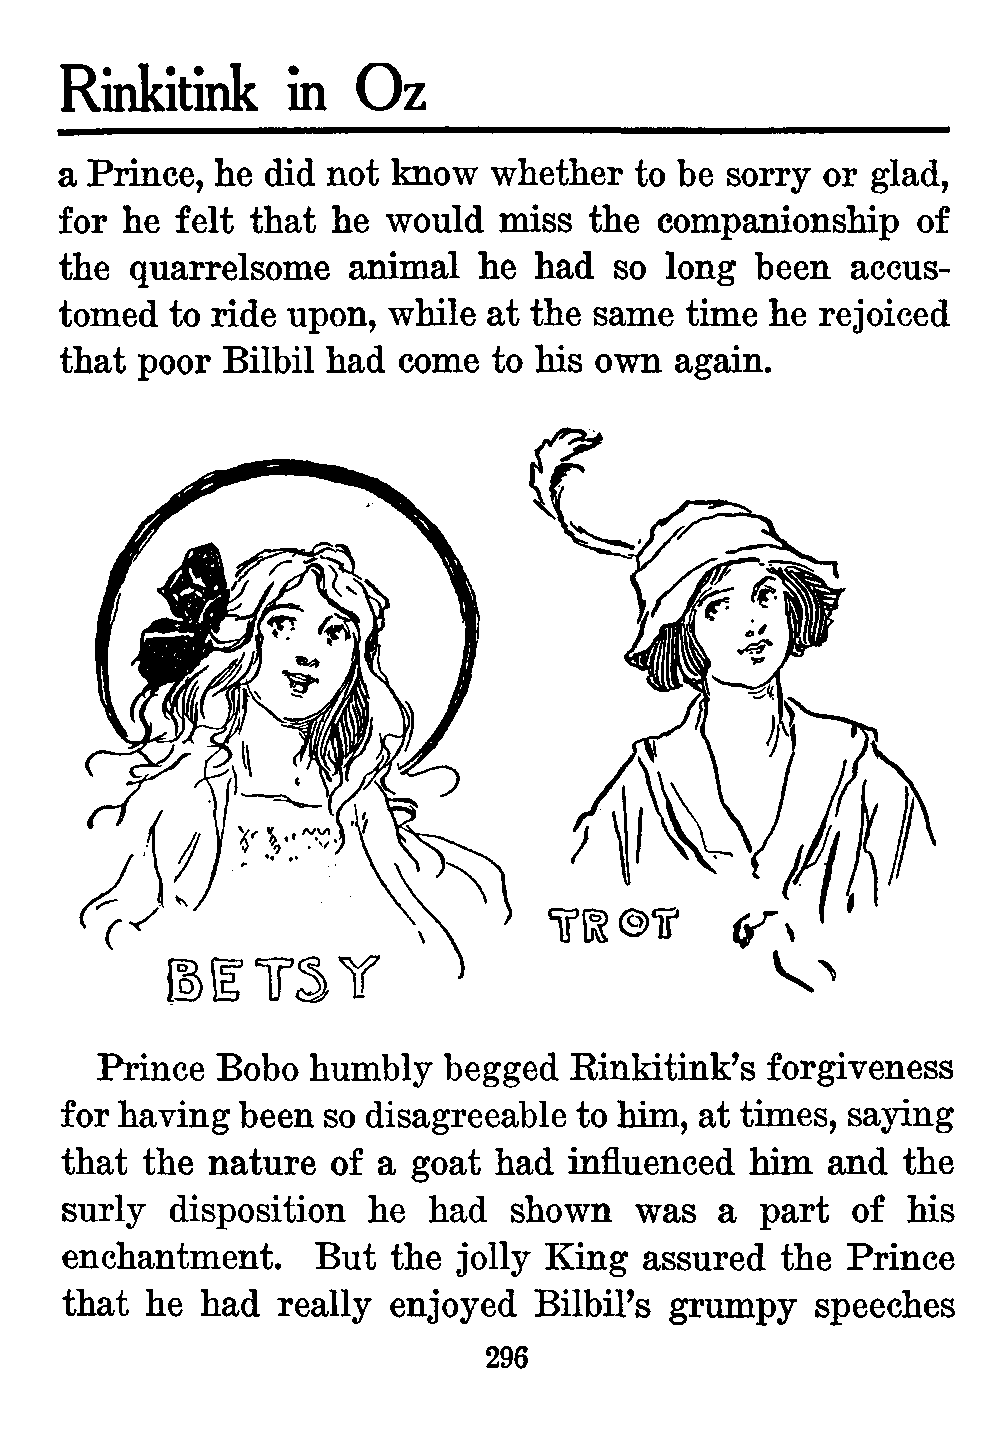 Rinkitink in Oz
a Prince, he did not know whether to be sorry or glad,
for he felt that he would miss the companionship of
the quarrelsome animal he had so long been accus-
tomed to ride upon, while at the same time he rejoiced
that poor Bilbil had come to his own again.
BETSY
TROT
Prince Bobo humbly begged Rinkitink's forgiveness
for having been so disagreeable to him, at times, saying
that the nature of a goat had influenced him and the
surly disposition he had shown was a part of his
enchantment. But the jolly King assured the Prince
that he had really enjoyed Bilbil's grumpy speeches
296